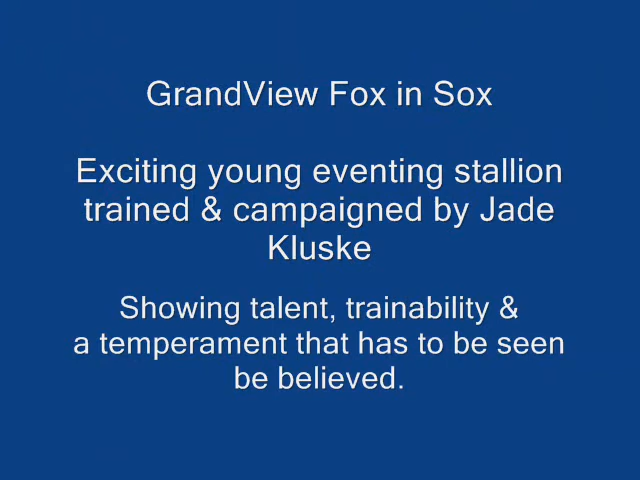 GrandView Fox in Sox
Exciting young eventing stallion
trained & campaigned by Jade
Kluske
Showing talent, trainability &
a temperament that has to be seen
be believed.